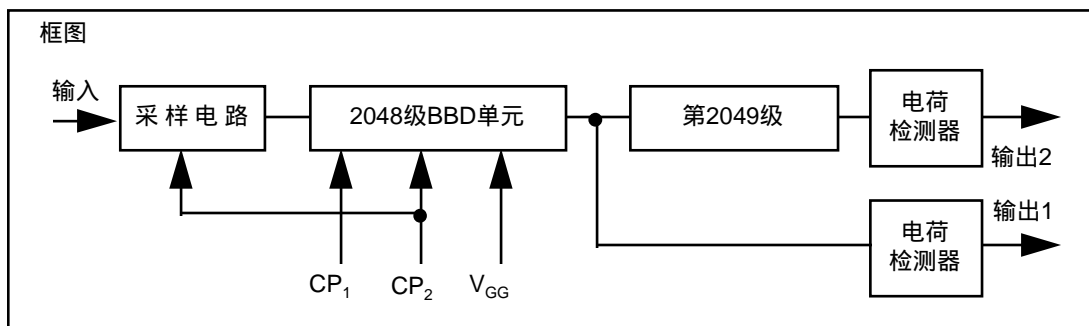 框图
输入
采 样 电 路
2048级BBD单元
第2049级
电荷
检测器
输出2
电荷
检测器
输出1
CP₁
CP₂
V_GG